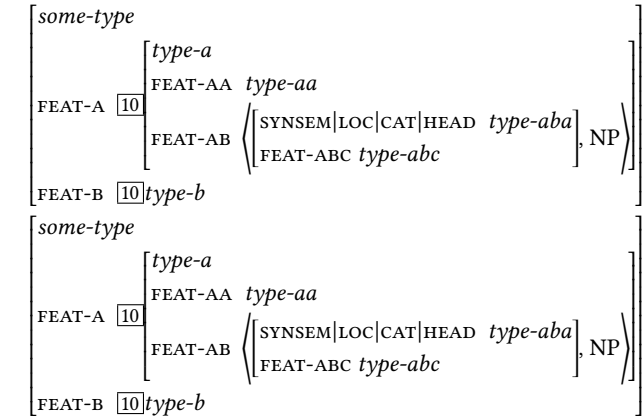 some-type
type-a
FEAT-AA type-aa
FEAT-A 10
SYNSEM|LOC|CAT|HEAD type-aba
FEAT-AB ⟨ , NP⟩
FEAT-ABC type-abc
FEAT-B 10 type-b
some-type
type-a
FEAT-AA type-aa
FEAT-A 10
SYNSEM|LOC|CAT|HEAD type-aba
FEAT-AB ⟨ , NP⟩
FEAT-ABC type-abc
FEAT-B 10 type-b